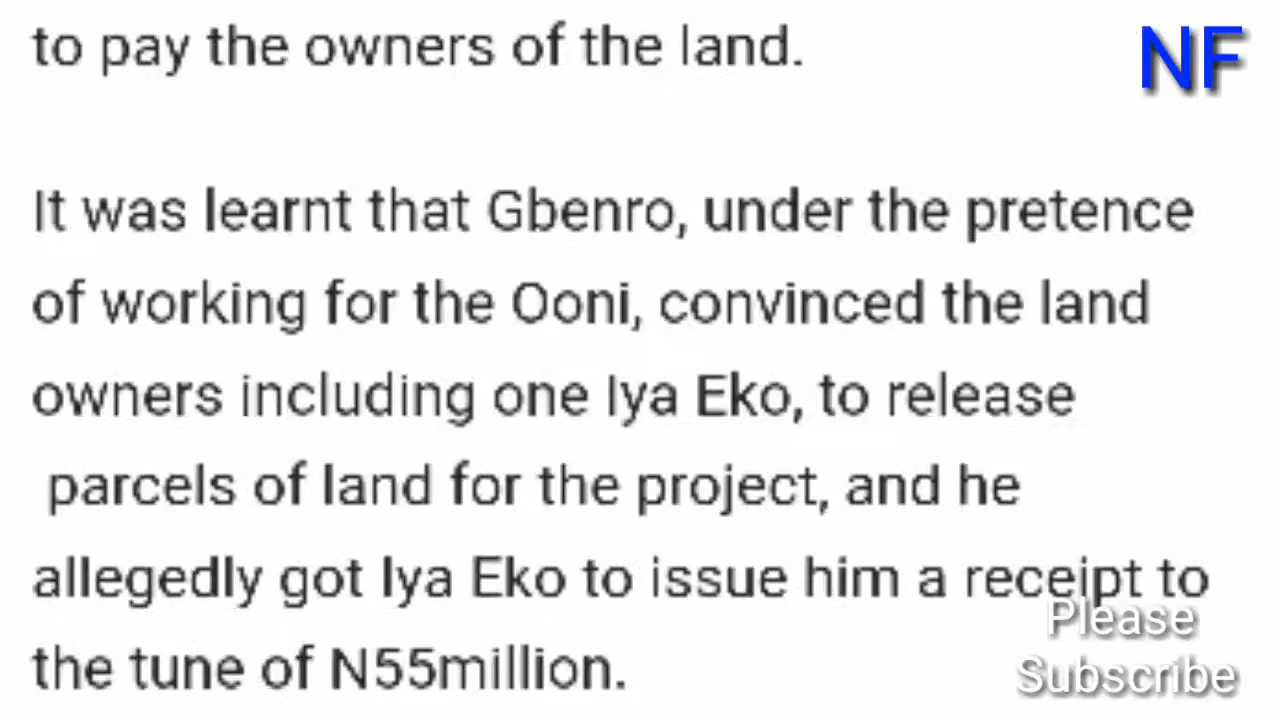 to pay the owners of the land.
NF
It was learnt that Gbenro, under the pretence
of working for the Ooni, convinced the land
owners including one Iya Eko, to release
parcels of land for the project, and he
allegedly got Iya Eko to issue him a receipt to
the tune of N55million.
Please
Subscribe